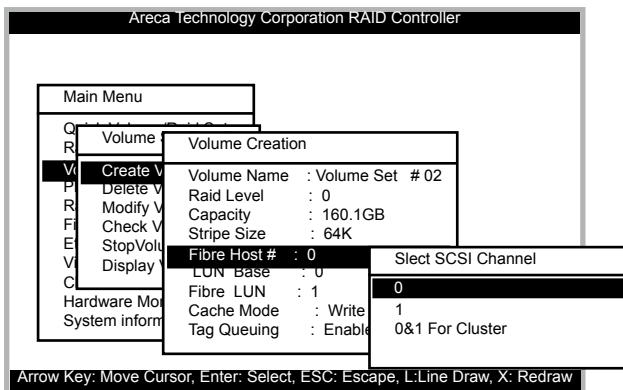 Areca Technology Corporation RAID Controller
Main Menu
Hardware Mo
System inform
Volume
Create V
Delete V
Modify V
Check V
StopVolu
Display
Volume Creation
Volume Name : Volume Set # 02
Raid Level : 0
Capacity : 160.1GB
Stripe Size : 64K
Fibre Host # : 0
LUN Base : 0
Fibre LUN : 1
Cache Mode : Write
Tag Queuing : Enable
Slect SCSI Channel
0
1
0&1 For Cluster
Arrow Key: Move Cursor, Enter: Select, ESC: Escape, L:Line Draw, X: Redraw